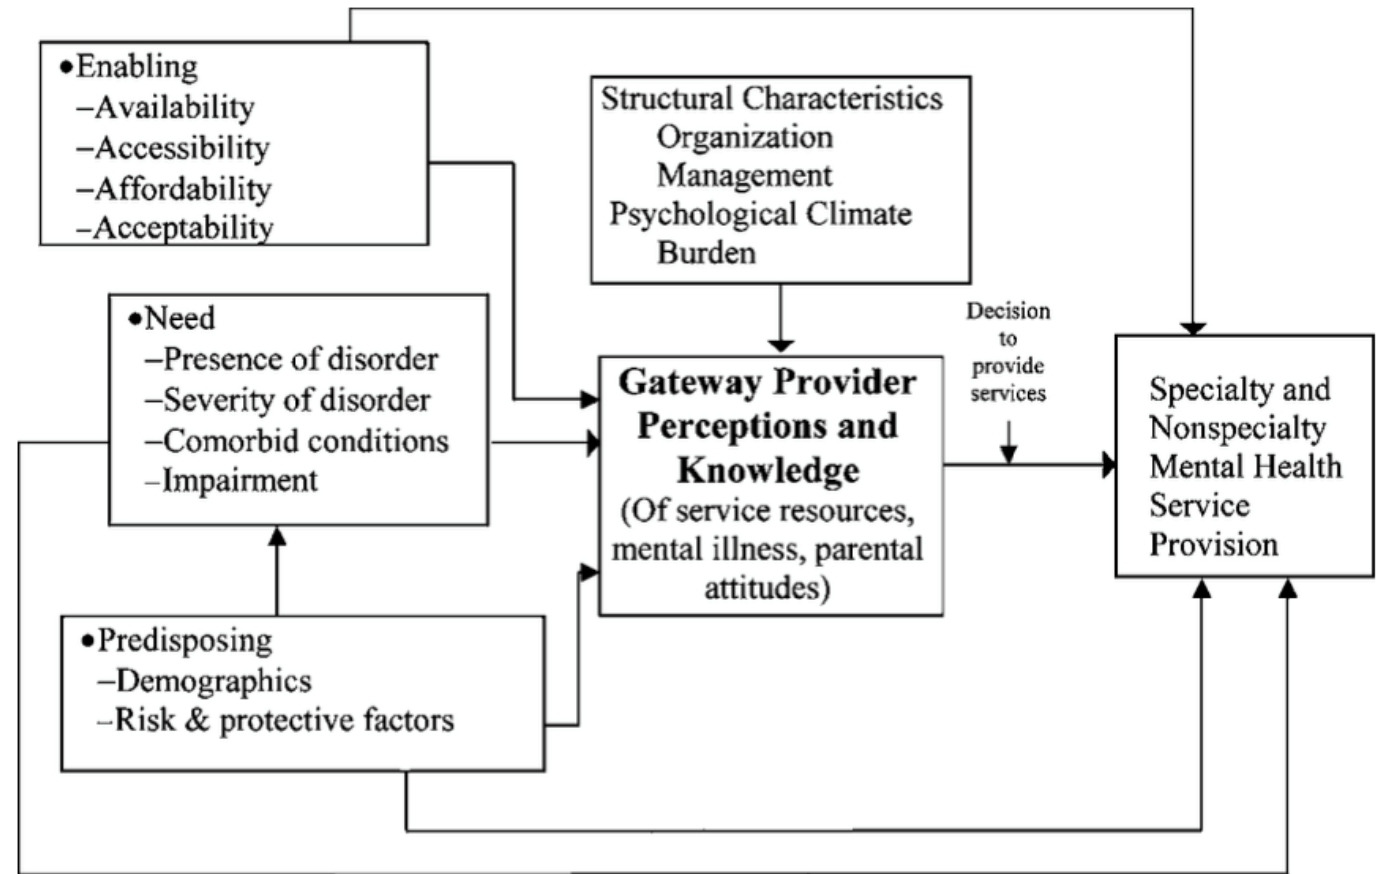 •Enabling
–Availability
–Accessibility
–Affordability
–Acceptability
Structural Characteristics
Organization
Management
Psychological Climate
Burden
•Need
–Presence of disorder
–Severity of disorder
–Comorbid conditions
–Impairment
Gateway Provider
Perceptions and
Knowledge
(Of service resources,
mental illness, parental
attitudes)
Decision
to
provide
services
Specialty and
Nonspecialty
Mental Health
Service
Provision
•Predisposing
–Demographics
–Risk & protective factors